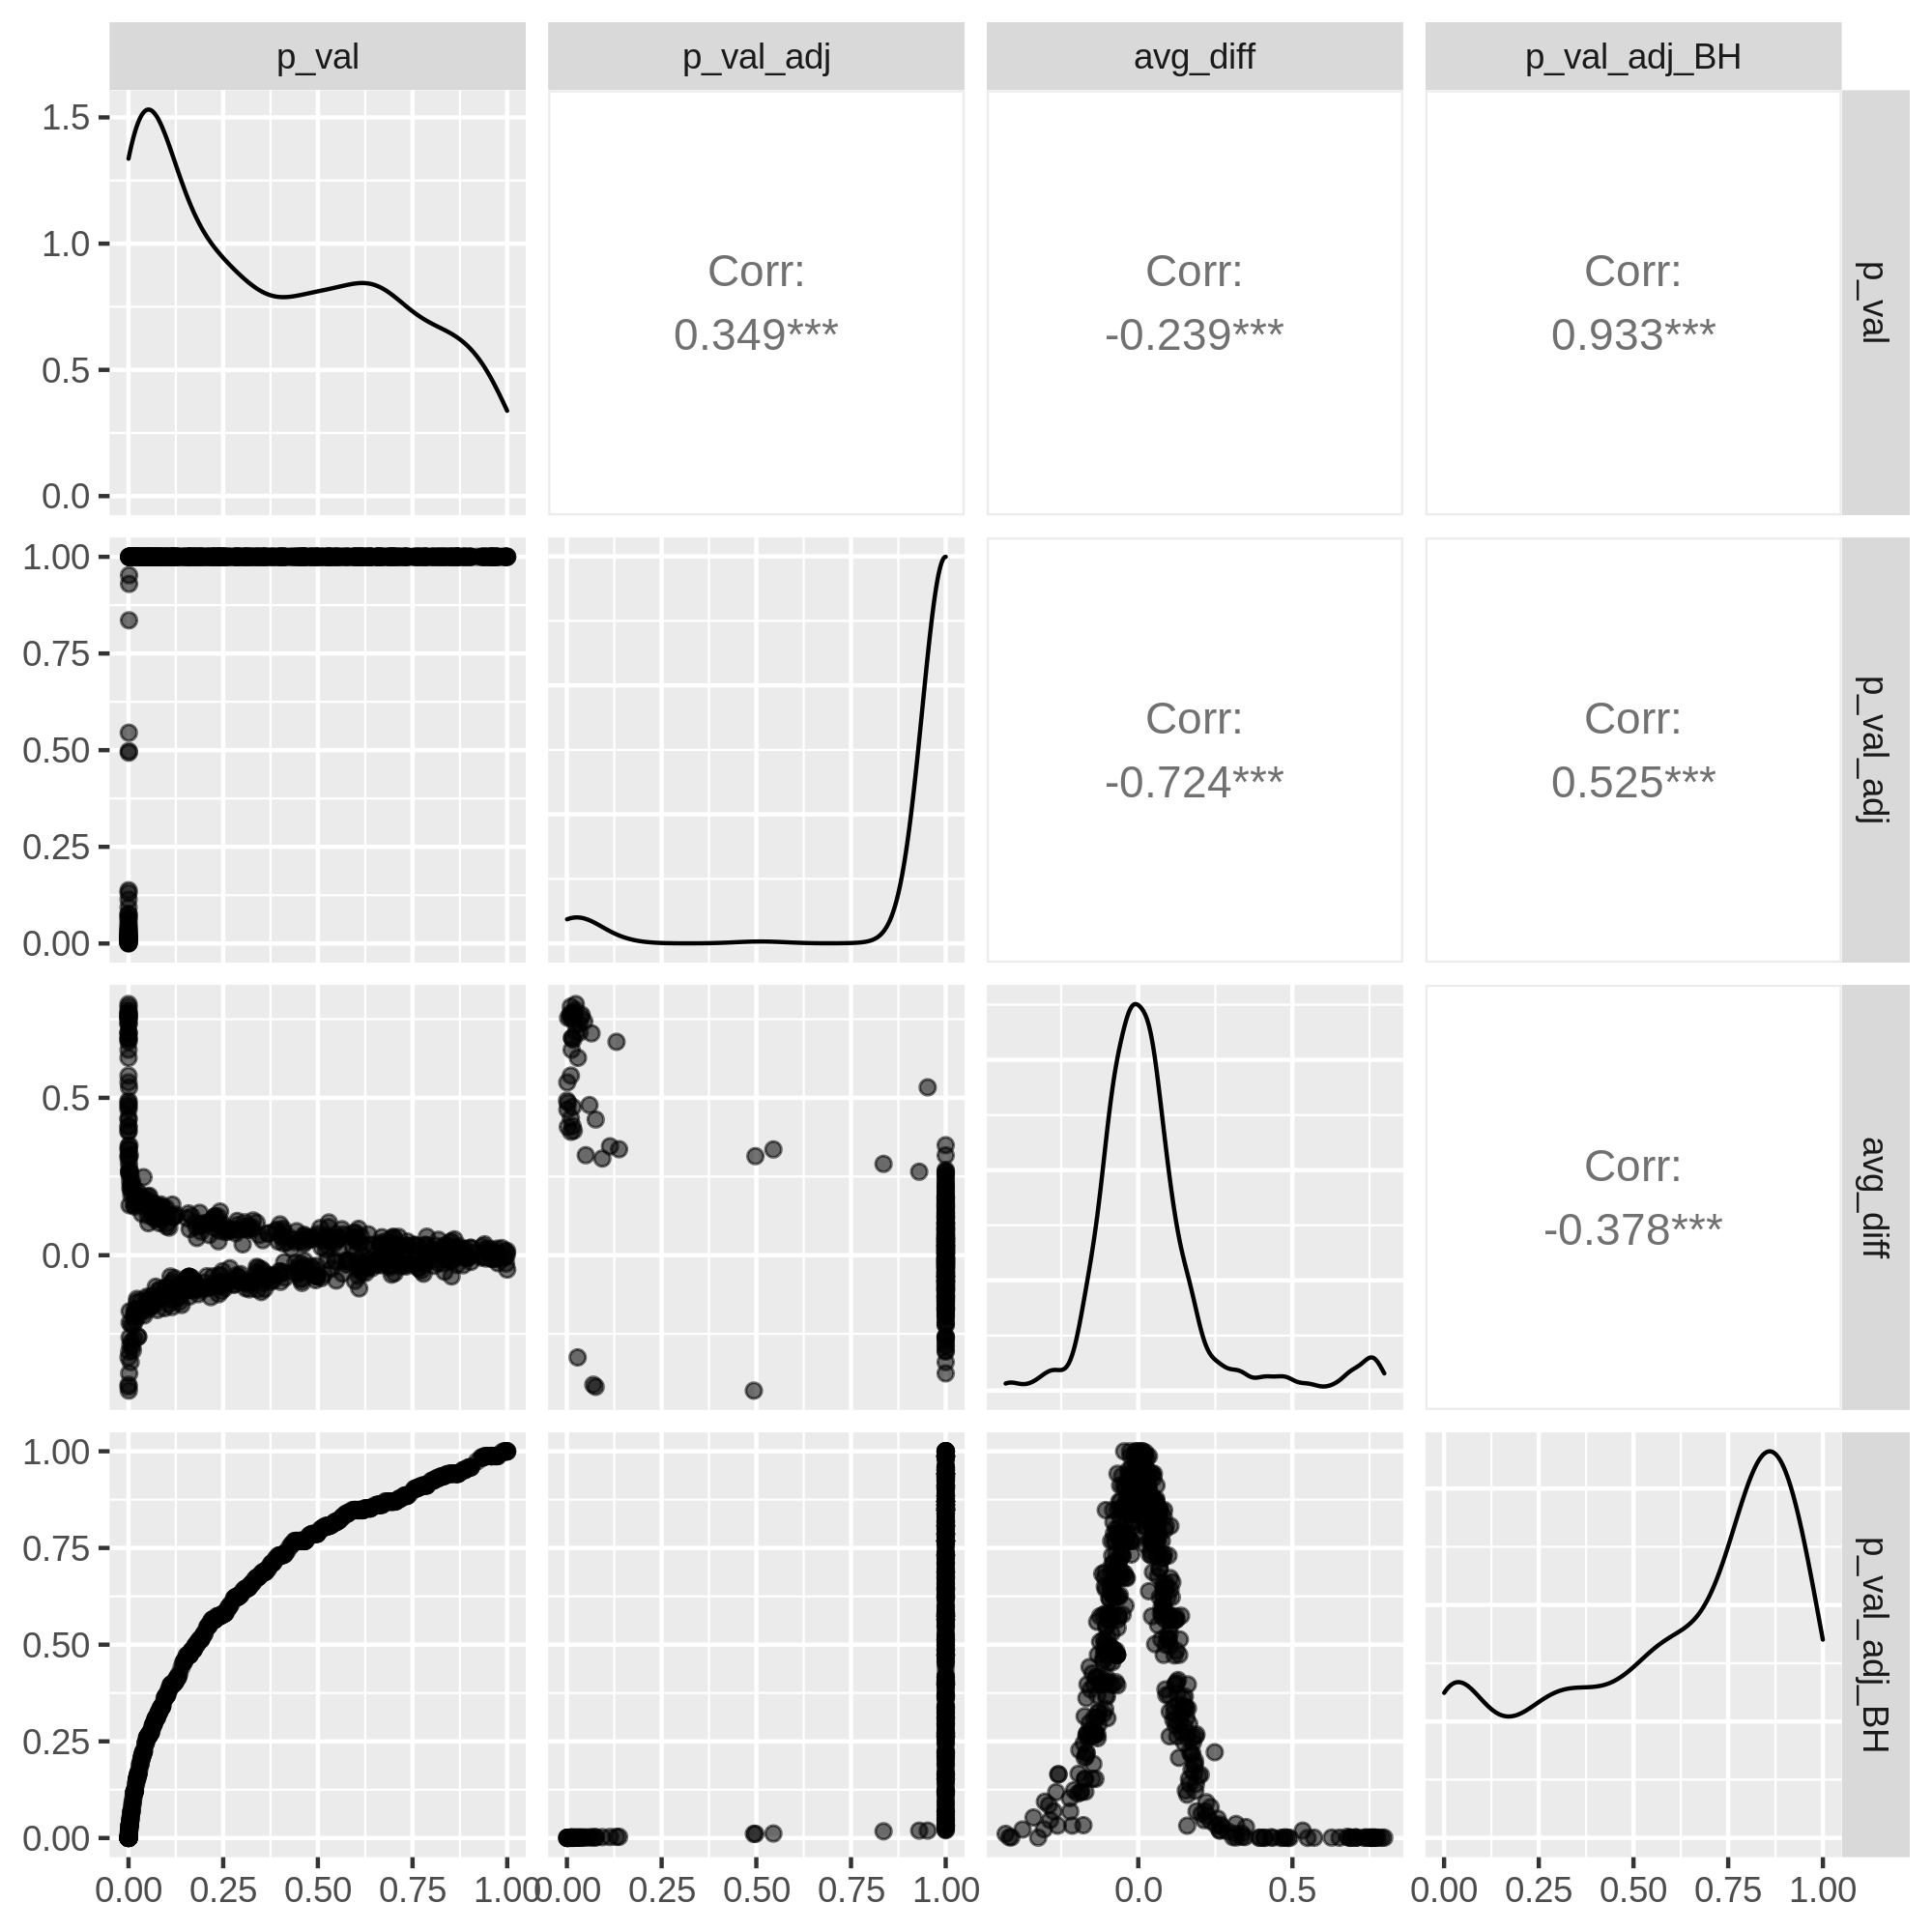 p_val p_val_adj avg_diff p_val_adj_BH
1.5
1.0
0.5
0.0
Corr:
0.349***
Corr:
-0.239***
Corr:
0.933***
p_val
1.00
0.75
0.50
0.25
0.00
Corr:
-0.724***
Corr:
0.525***
p_val_adj
0.5
0.0
Corr:
-0.378***
avg_diff
1.00
0.75
0.50
0.25
0.00
p_val_adj_BH
0.00 0.25 0.50 0.75 1.00 0.00 0.25 0.50 0.75 1.00 0.0 0.5 0.00 0.25 0.50 0.75 1.00